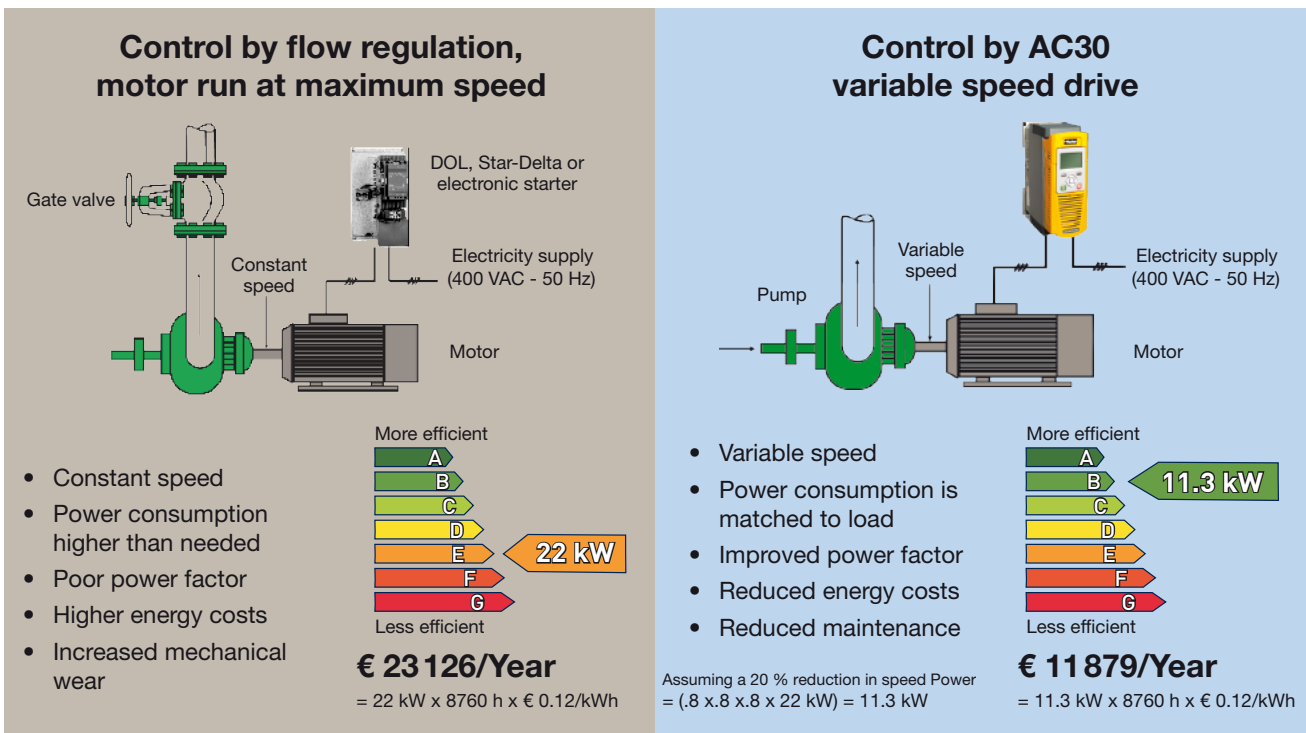 Control by flow regulation,
motor run at maximum speed
Gate valve
DOL, Star-Delta or
electronic starter
Constant
speed
Electricity supply
(400 VAC - 50 Hz)
Motor
• Constant speed
• Power consumption
higher than needed
• Poor power factor
• Higher energy costs
• Increased mechanical
wear
More efficient
A
B
C
D
E
22 kW
F
G
Less efficient
€ 23 126/Year
= 22 kW x 8760 h x € 0.12/kWh
Control by AC30
variable speed drive
Variable
speed
Pump
Electricity supply
(400 VAC - 50 Hz)
Motor
• Variable speed
• Power consumption is
matched to load
• Improved power factor
• Reduced energy costs
• Reduced maintenance
Assuming a 20 % reduction in speed Power
= (.8 x.8 x.8 x 22 kW) = 11.3 kW
More efficient
A
B
11.3 kW
C
D
E
F
G
Less efficient
€ 11 879/Year
= 11.3 kW x 8760 h x € 0.12/kWh